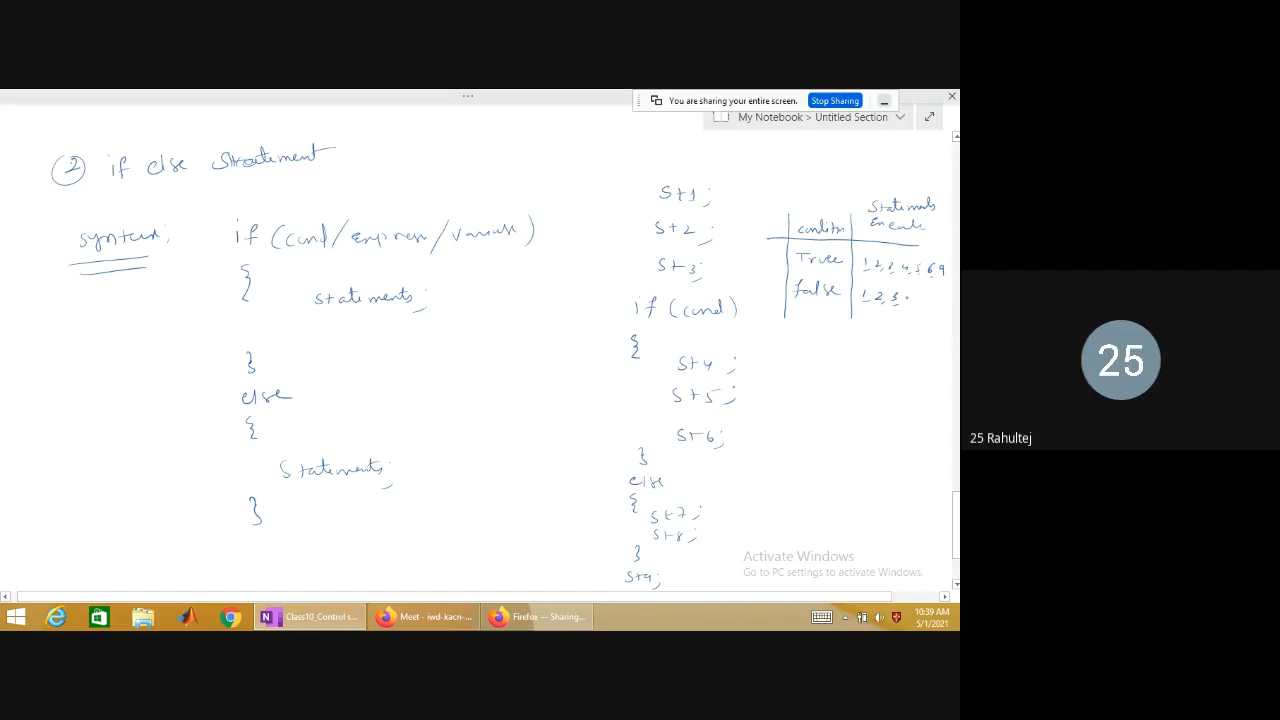 You are sharing your entire screen. Stop Sharing
My Notebook > Untitled Section
② if else Statement
syntax;
if (cond/express/variable)
{
statements;
}
else
{
Statements;
}
St1;
St2;
St3;
if (cond)
{
St4;
St5;
St6;
}
else
{
St7;
St8;
}
St9;
condition Statements
True 1 2, 3, 4, 5, 6, 9
false 1 2, 3
25
25 Rahultej
Activate Windows
Go to PC settings to activate Windows.
Class10_Control s...
Meet - iwd-kacn-...
Firefox — Sharing...
10:39 AM
5/1/2021